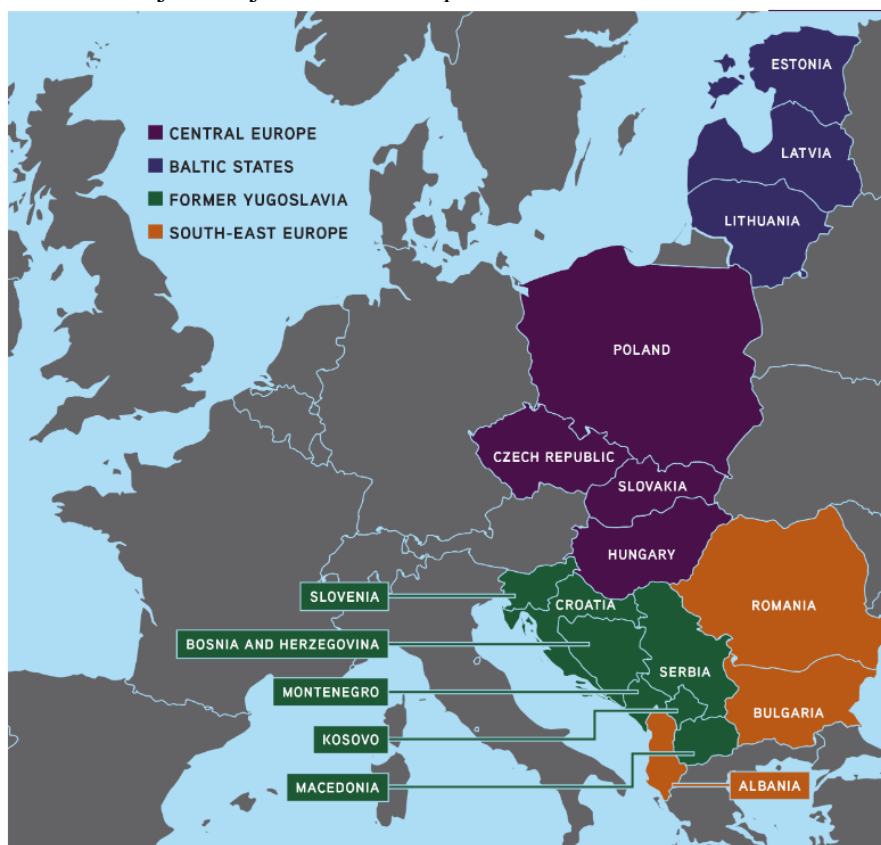 CENTRAL EUROPE
BALTIC STATES
FORMER YUGOSLAVIA
SOUTH-EAST EUROPE
ESTONIA
LATVIA
LITHUANIA
POLAND
CZECH REPUBLIC
SLOVAKIA
HUNGARY
SLOVENIA
CROATIA
ROMANIA
BOSNIA AND HERZEGOVINA
SERBIA
MONTENEGRO
BULGARIA
KOSOVO
MACEDONIA
ALBANIA